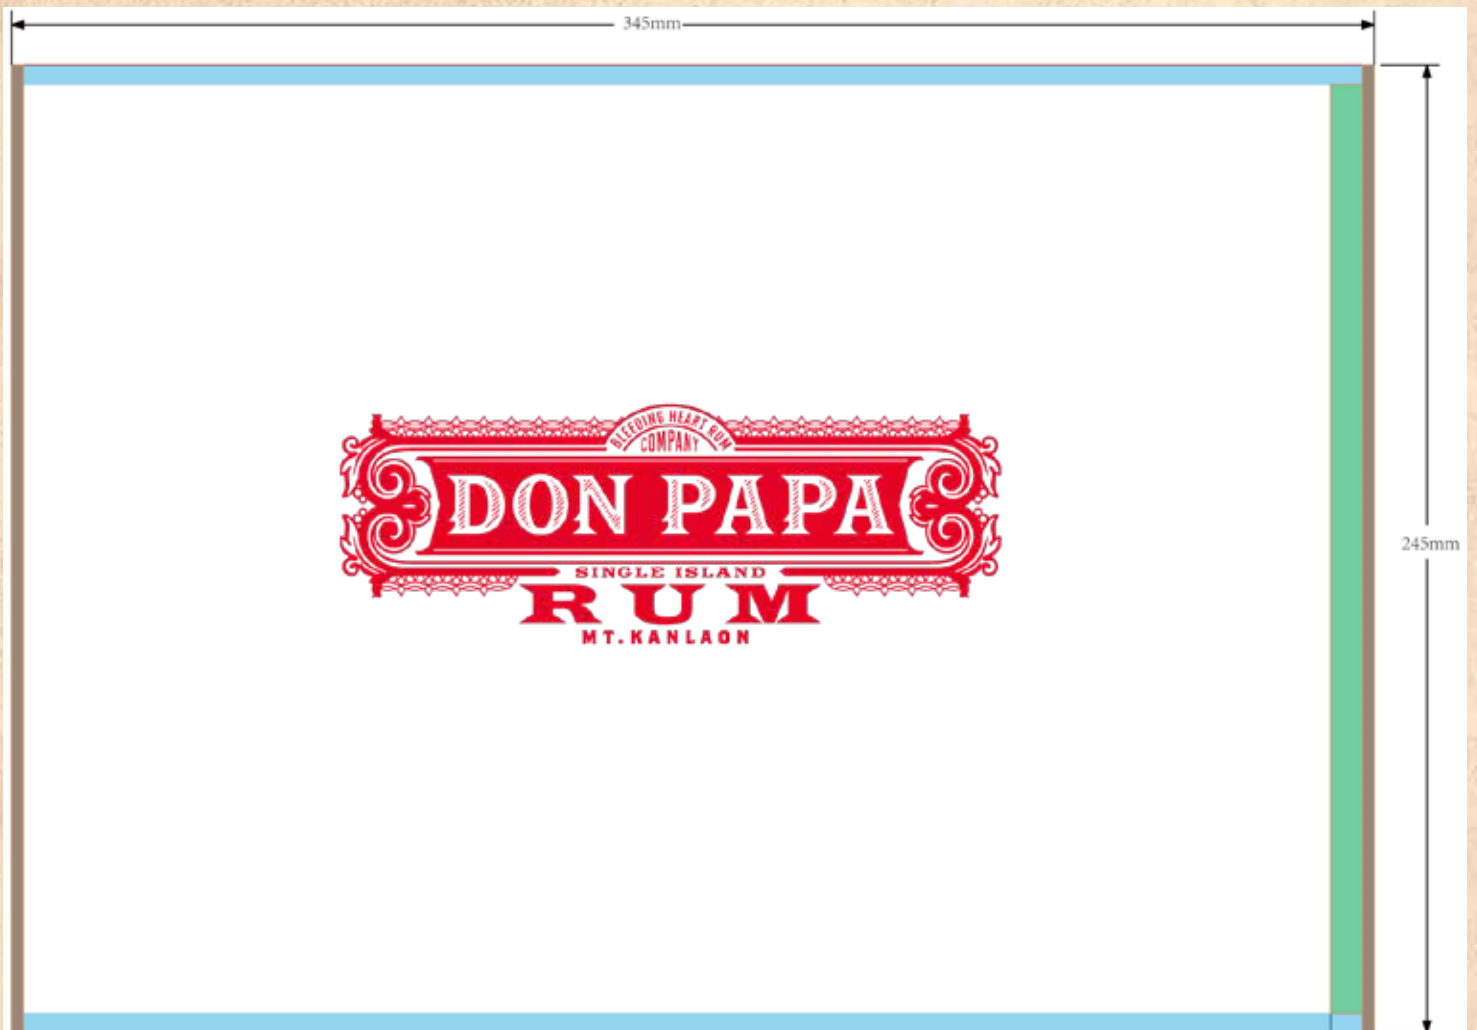 345mm
BLEEDING HEART RUM
COMPANY
DON PAPA
SINGLE ISLAND
RUM
MT. KANLAON
245mm